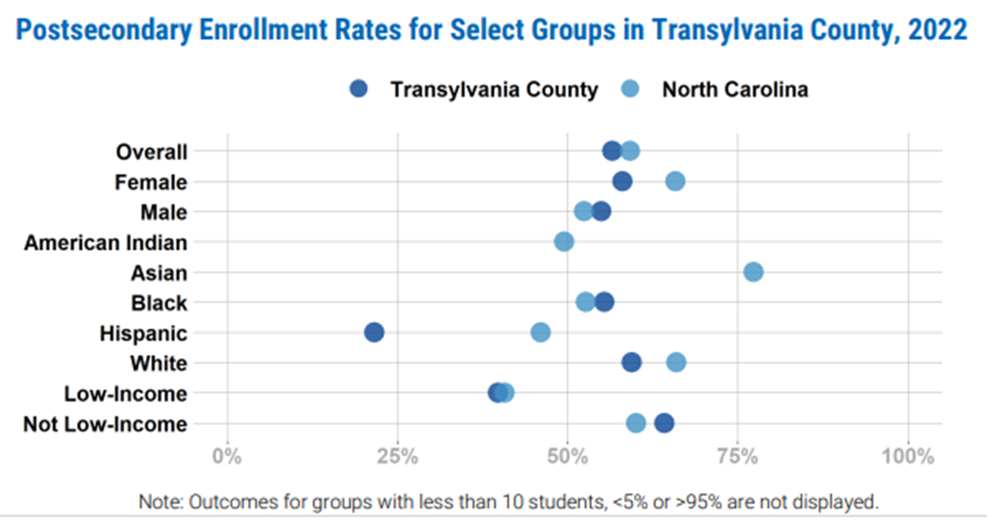 Postsecondary Enrollment Rates for Select Groups in Transylvania County, 2022
Transylvania County North Carolina
Overall
Female
Male
American Indian
Asian
Black
Hispanic
White
Low-Income
Not Low-Income
0% 25% 50% 75% 100%
Note: Outcomes for groups with less than 10 students, <5% or >95% are not displayed.